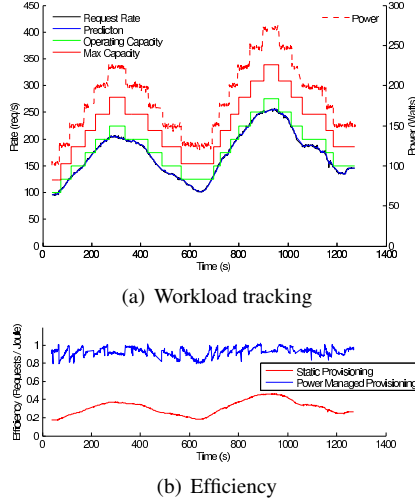 450
400
350
300
250
200
150
100
50
0
Rate (req/s)
Request Rate
Prediction
Operating Capacity
Max Capacity
Power
300
250
200
150
100
50
0
Power (Watts)
0 200 400 600 800 1000 1200 1400
Time (s)
(a) Workload tracking
1
0.8
0.6
0.4
0.2
0
Efficiency (Requests / Joule)
Static Provisioning
Power Managed Provisioning
0 200 400 600 800 1000 1200 1400
Time (s)
(b) Efficiency